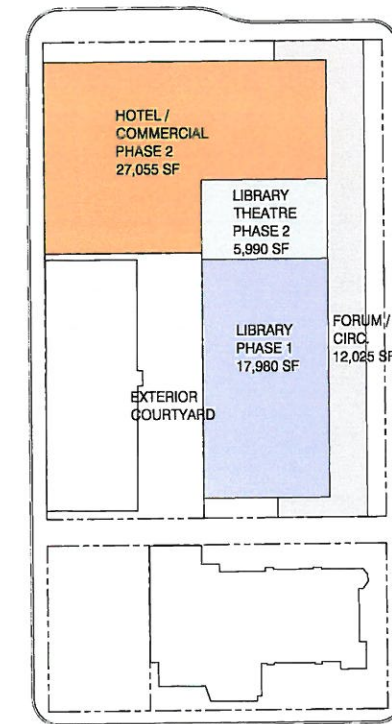 HOTEL /
COMMERCIAL
PHASE 2
27,055 SF
LIBRARY
THEATRE
PHASE 2
5,990 SF
LIBRARY
PHASE 1
17,980 SF
FORUM /
CIRC.
12,025 SF
EXTERIOR
COURTYARD